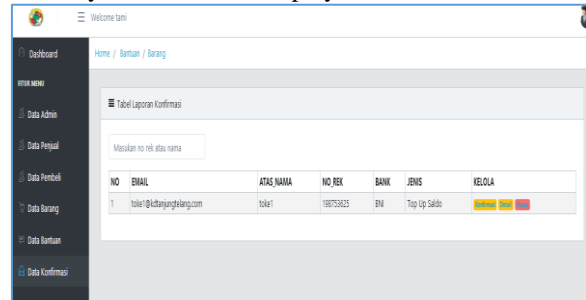 Welcome tami
Dashboard
Home / Bantuan / Barang
FITUR MENU
Tabel Laporan Konfirmasi
Data Admin
Data Penjual
Masukan no rek atau nama
Data Pembeli
NO EMAIL ATAS_NAMA NO_REK BANK JENIS KELOLA
1 toke1@kdtanjungtelang.com toke1 198753625 BNI Top Up Saldo Konfirmasi Detail
Data Barang
Data Bantuan
Data Konfirmasi